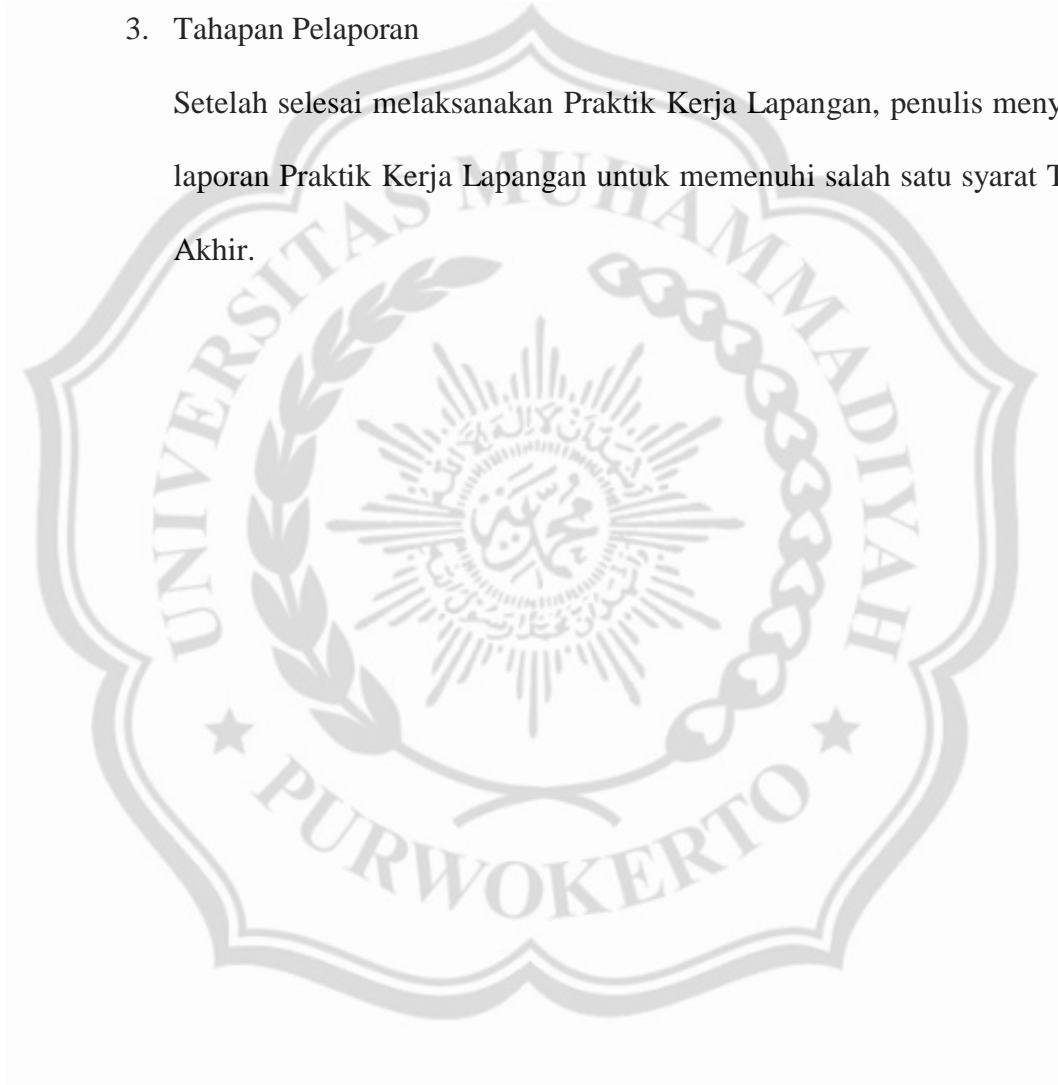 3. Tahapan Pelaporan
Setelah selesai melaksanakan Praktik Kerja Lapangan, penulis meny
laporan Praktik Kerja Lapangan untuk memenuhi salah satu syarat T
Akhir.
UNIVERSITAS MUHAMMADIYAH
PURWOKERTO